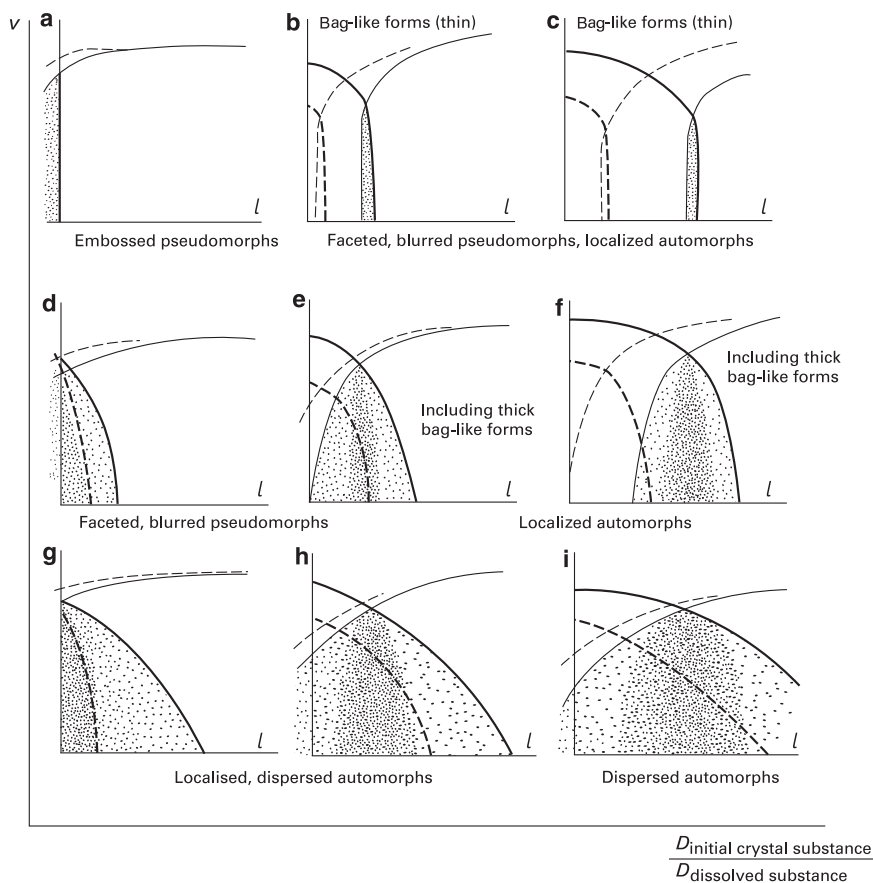 v
a
b
Bag-like forms (thin)
c
Bag-like forms (thin)
l
l
l
Embossed pseudomorphs
Faceted, blurred pseudomorphs, localized automorphs
d
e
f
Including thick
bag-like forms
Including thick
bag-like forms
l
l
l
Faceted, blurred pseudomorphs
Localized automorphs
g
h
i
l
l
l
Localised, dispersed automorphs
Dispersed automorphs
Dinitial crystal substance
Ddissolved substance